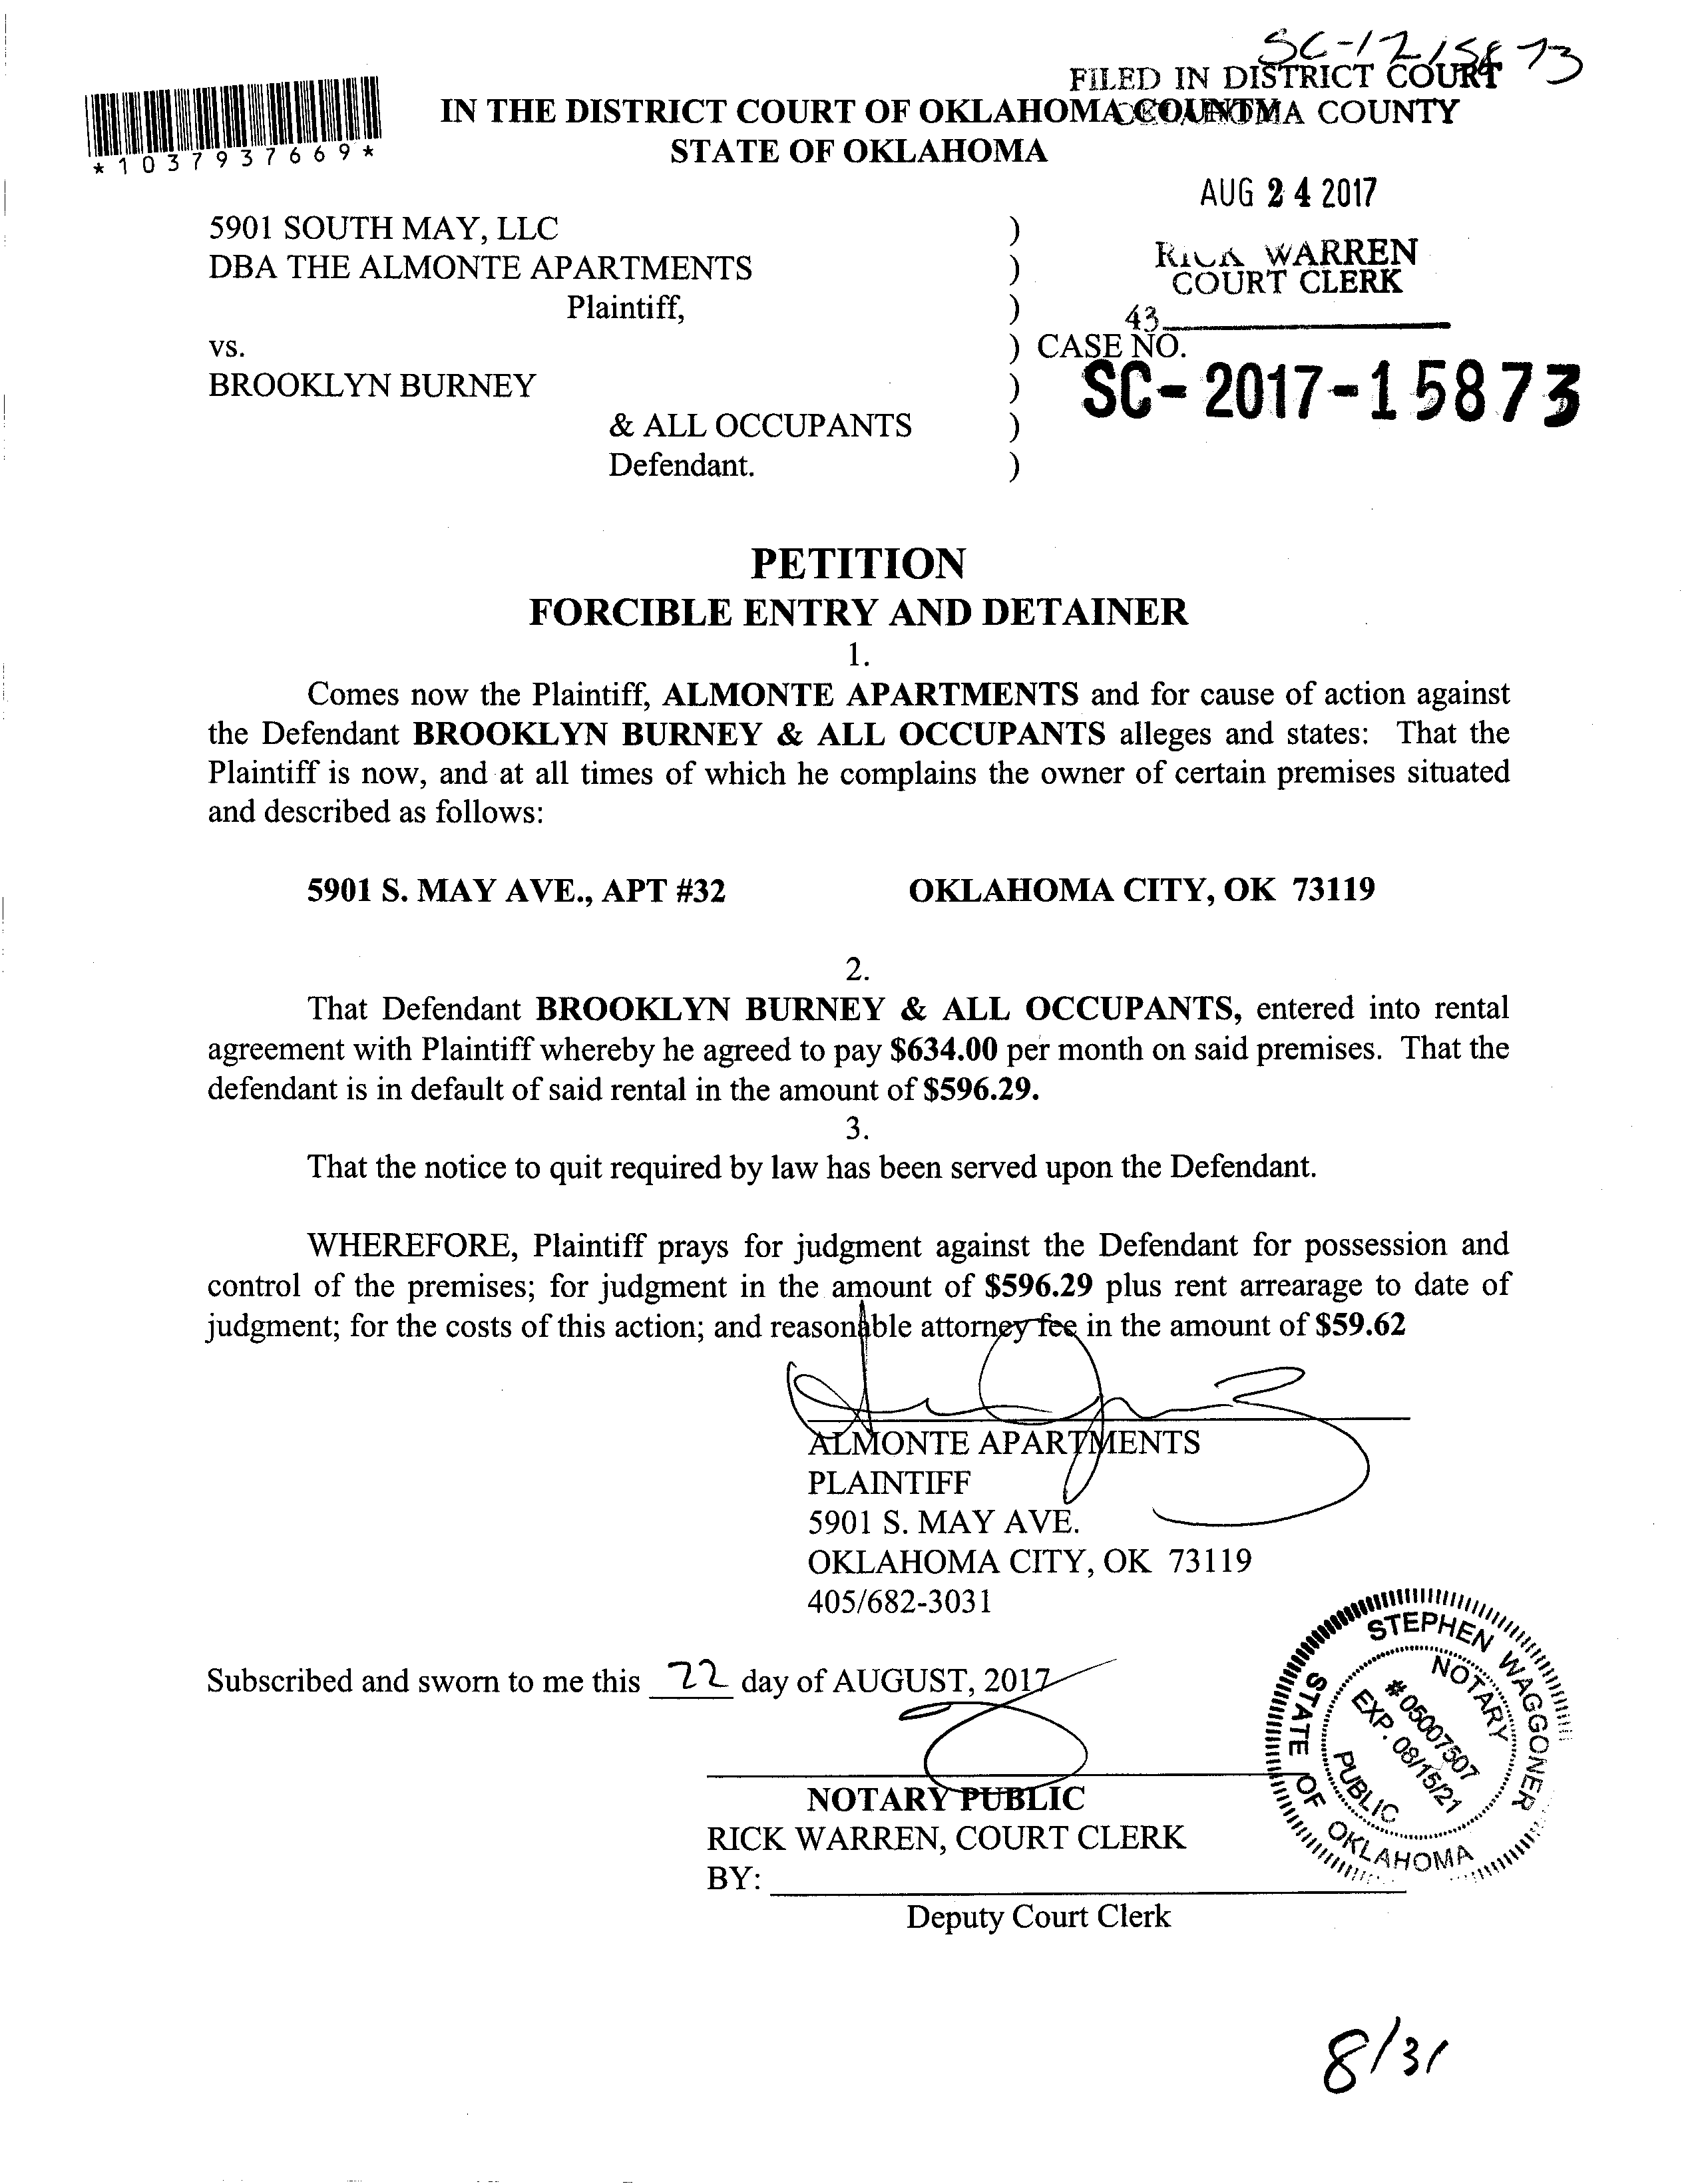 SC-17 15873
FILED IN DISTRICT COURT
IN THE DISTRICT COURT OF OKLAHOMA COUNTY
OKLAHOMA COUNTY
*1037937669*
STATE OF OKLAHOMA
AUG 24 2017
5901 SOUTH MAY, LLC )
DBA THE ALMONTE APARTMENTS )
RICK WARREN
COURT CLERK
Plaintiff, )
43
vs. ) CASE NO.
BROOKLYN BURNEY )
SC-2017-15873
& ALL OCCUPANTS )
Defendant. )
PETITION
FORCIBLE ENTRY AND DETAINER
1.
Comes now the Plaintiff, ALMONTE APARTMENTS and for cause of action against
the Defendant BROOKLYN BURNEY & ALL OCCUPANTS alleges and states: That the
Plaintiff is now, and at all times of which he complains the owner of certain premises situated
and described as follows:
5901 S. MAY AVE., APT #32 OKLAHOMA CITY, OK 73119
2.
That Defendant BROOKLYN BURNEY & ALL OCCUPANTS, entered into rental
agreement with Plaintiff whereby he agreed to pay $634.00 per month on said premises. That the
defendant is in default of said rental in the amount of $596.29.
3.
That the notice to quit required by law has been served upon the Defendant.
WHEREFORE, Plaintiff prays for judgment against the Defendant for possession and
control of the premises; for judgment in the amount of $596.29 plus rent arrearage to date of
judgment; for the costs of this action; and reasonable attorney fee in the amount of $59.62
ALMONTE APARTMENTS
PLAINTIFF
5901 S. MAY AVE.
OKLAHOMA CITY, OK 73119
405/682-3031
Subscribed and sworn to me this 22 day of AUGUST, 2017
NOTARY PUBLIC
RICK WARREN, COURT CLERK
BY:
Deputy Court Clerk
STEPHEN WAGGONER
NOTARY
# 05007507
EXP. 08/15/21
PUBLIC
STATE OF OKLAHOMA
8/31